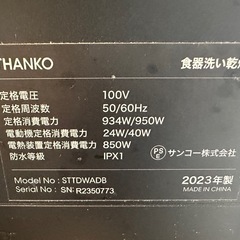 THANKO 食器洗い乾
定格電圧 100V
定格周波数 50/60Hz
定格消費電力 934W/950W
電動機定格消費電力 24W/40W
電熱装置定格消費電力 850W
防水等級 IPX1
PS E サンコー株式会社
Model No : STTDWADB 2023年製
Serial No : SN: R2350773 MADE IN CHINA